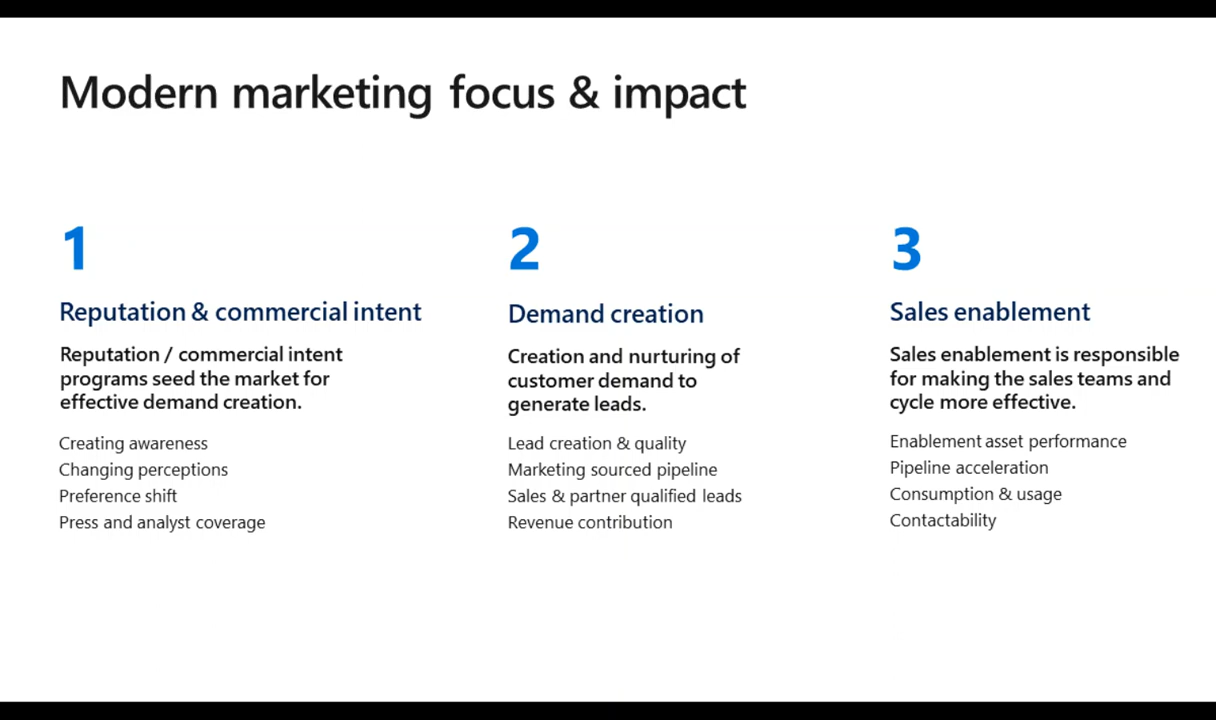 Modern marketing focus & impact
1
Reputation & commercial intent
Reputation / commercial intent
programs seed the market for
effective demand creation.
Creating awareness
Changing perceptions
Preference shift
Press and analyst coverage
2
Demand creation
Creation and nurturing of
customer demand to
generate leads.
Lead creation & quality
Marketing sourced pipeline
Sales & partner qualified leads
Revenue contribution
3
Sales enablement
Sales enablement is responsible
for making the sales teams and
cycle more effective.
Enablement asset performance
Pipeline acceleration
Consumption & usage
Contactability